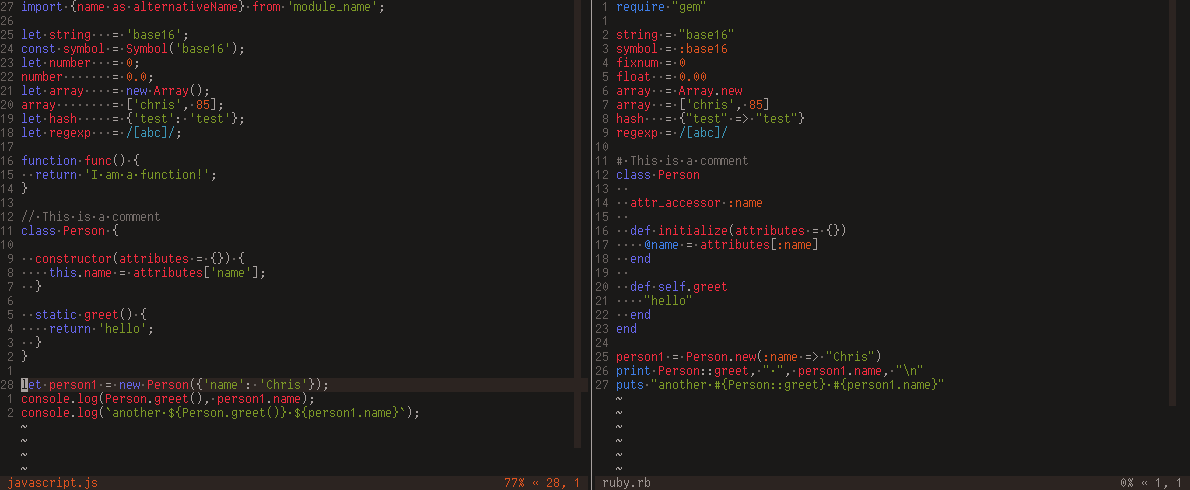 27 import {name as alternativeName} from 'module_name';
26
25 let string   = 'base16';
24 const symbol = Symbol('base16');
23 let number   = 0;
22 number       = 0.0;
21 let array    = new Array();
20 array        = ['chris', 85];
19 let hash     = {'test': 'test'};
18 let regexp   = /[abc]/;
17
16 function func() {
15   return 'I am a function!';
14 }
13
12 // This is a comment
11 class Person {
10
9   constructor(attributes = {}) {
8     this.name = attributes['name'];
7   }
6
5   static greet() {
4     return 'hello';
3   }
2 }
1
28 let person1 = new Person({'name': 'Chris'});
1 console.log(Person.greet(), person1.name);
2 console.log(`another ${Person.greet()} ${person1.name}`);
~
~
~
~
javascript.js 77% « 28, 1
1 require "gem"
1
2 string = "base16"
3 symbol = :base16
4 fixnum = 0
5 float  = 0.00
6 array  = Array.new
7 array  = ['chris', 85]
8 hash   = {"test" => "test"}
9 regexp = /[abc]/
10
11 # This is a comment
12 class Person
13
14   attr_accessor :name
15
16   def initialize(attributes = {})
17     @name = attributes[:name]
18   end
19
20   def self.greet
21     "hello"
22   end
23 end
24
25 person1 = Person.new(:name => "Chris")
26 print Person::greet, " ", person1.name, "\n"
27 puts "another #{Person::greet} #{person1.name}"
~
~
~
~
~
~
ruby.rb 0% « 1, 1